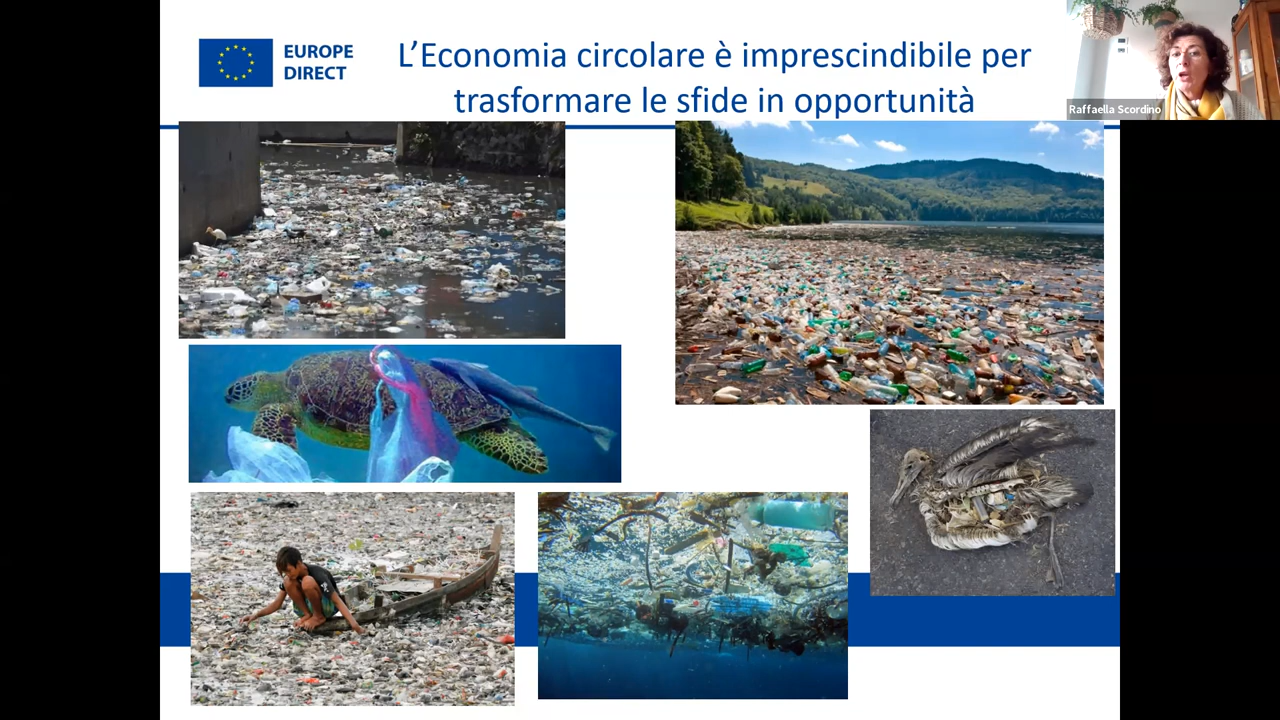 EUROPE
DIRECT
L'Economia circolare è imprescindibile per
trasformare le sfide in opportunità
Raffaella Scordino